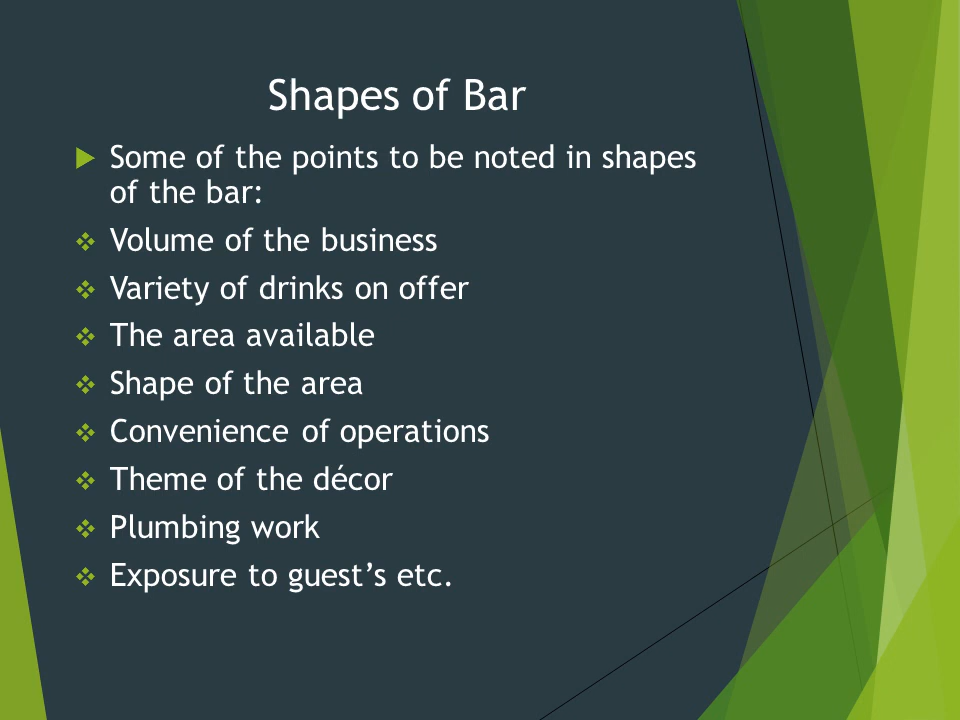 Shapes of Bar
Some of the points to be noted in shapes
of the bar:
Volume of the business
Variety of drinks on offer
The area available
Shape of the area
Convenience of operations
Theme of the décor
Plumbing work
Exposure to guest’s etc.